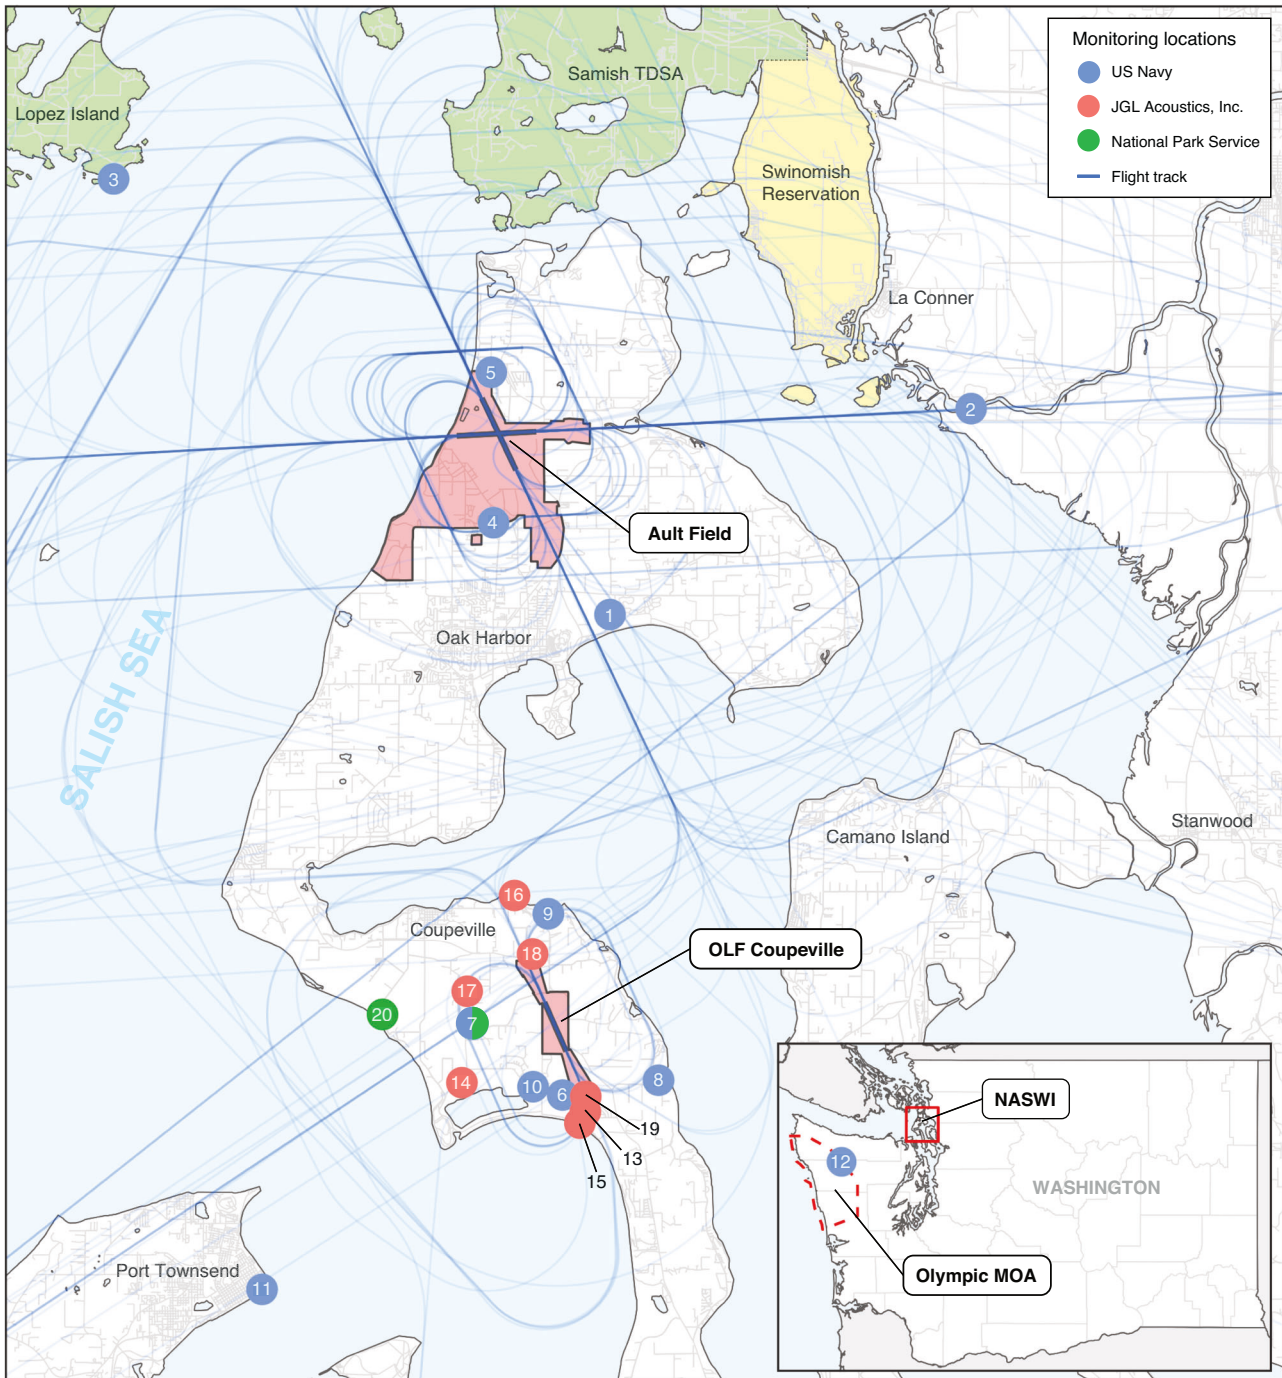 Monitoring locations
US Navy
JGL Acoustics, Inc.
National Park Service
Flight track
Samish TDSA
Lopez Island
3
Swinomish
Reservation
La Conner
5
2
4
Ault Field
1
Oak Harbor
SALISH SEA
Camano Island
Stanwood
16
9
Coupeville
OLF Coupeville
18
17
20
7
14
10
6
8
19
13
15
NASWI
12
WASHINGTON
Olympic MOA
Port Townsend
11